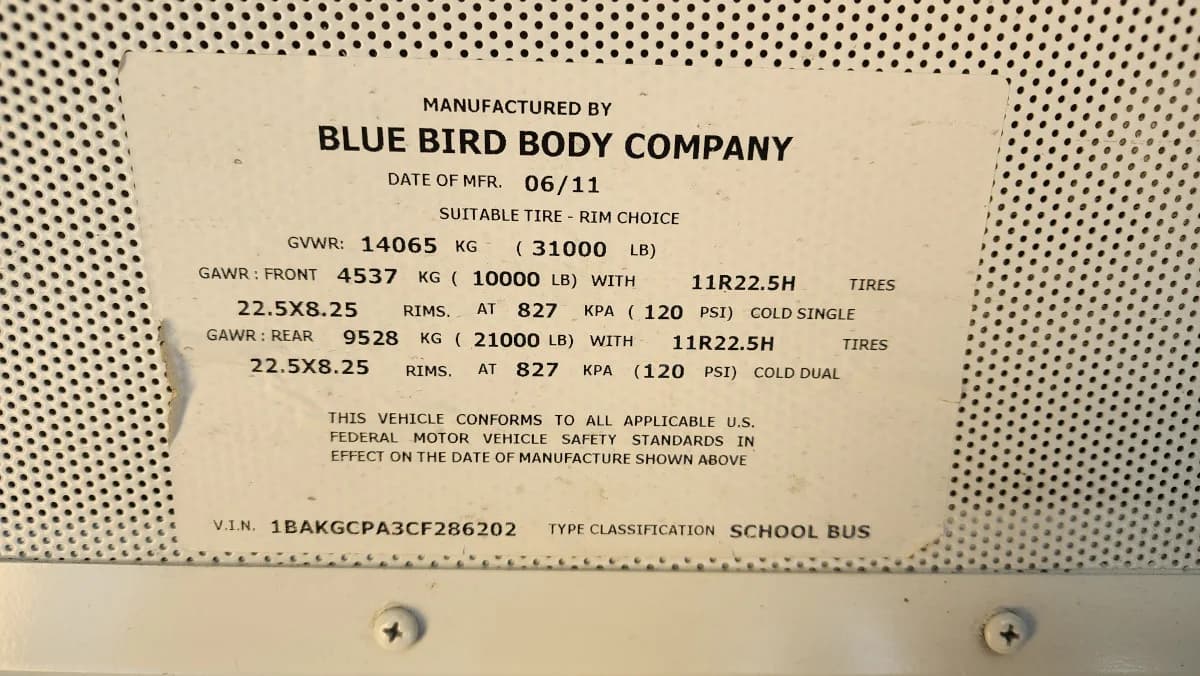 MANUFACTURED BY
BLUE BIRD BODY COMPANY
DATE OF MFR. 06/11
SUITABLE TIRE - RIM CHOICE
GVWR: 14065 KG ( 31000 LB)
GAWR : FRONT 4537 KG ( 10000 LB) WITH 11R22.5H TIRES
22.5X8.25 RIMS. AT 827 KPA ( 120 PSI) COLD SINGLE
GAWR : REAR 9528 KG ( 21000 LB) WITH 11R22.5H TIRES
22.5X8.25 RIMS. AT 827 KPA (120 PSI) COLD DUAL
THIS VEHICLE CONFORMS TO ALL APPLICABLE U.S.
FEDERAL MOTOR VEHICLE SAFETY STANDARDS IN
EFFECT ON THE DATE OF MANUFACTURE SHOWN ABOVE
V.I.N. 1BAKGCPA3CF286202 TYPE CLASSIFICATION SCHOOL BUS